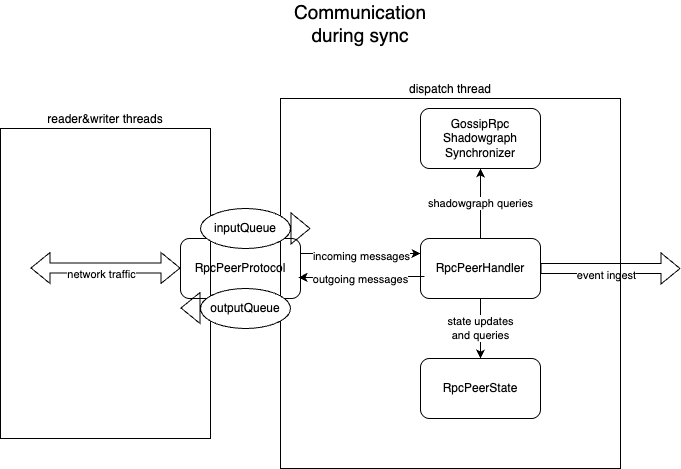 Communication
during sync
dispatch thread
reader&writer threads
GossipRpc
Shadowgraph
Synchronizer
shadowgraph queries
inputQueue
incoming messages
RpcPeerProtocol
RpcPeerHandler
network traffic
outgoing messages
event ingest
outputQueue
state updates
and queries
RpcPeerState